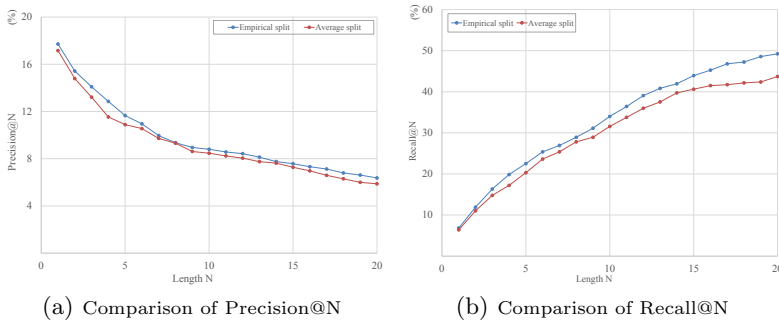 (%)
20
16
12
8
4
0
5
10
15
20
Precision@N
Length N
Empirical split
Average split
(a) Comparison of Precision@N
(%)
60
50
40
30
20
10
0
5
10
15
20
Recall@N
Length N
Empirical split
Average split
(b) Comparison of Recall@N